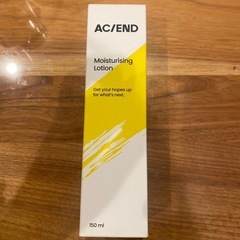 AC/END
Moisturising
Lotion
Get your hopes up
for what's next.
150 ml